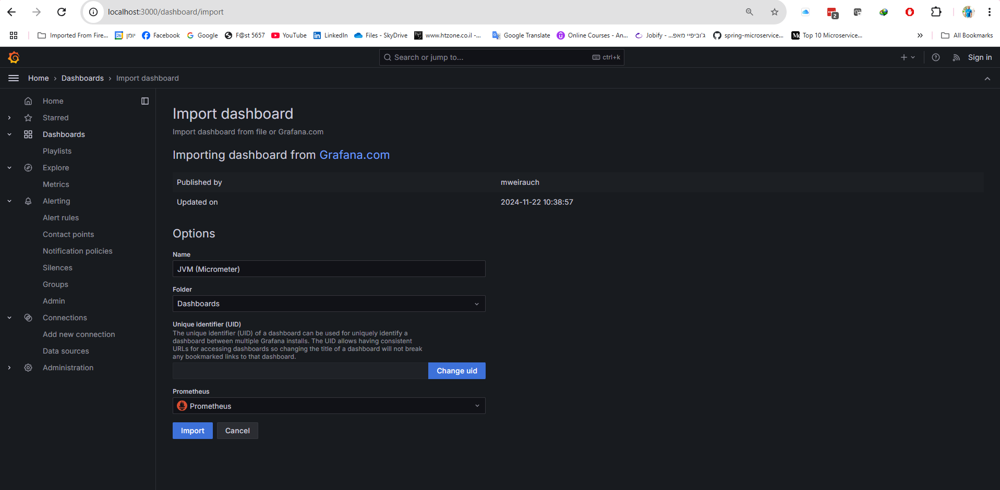 localhost:3000/dashboard/import
2
Imported From Fire...
26 יומן
Facebook
Google
F@st 5657
YouTube
LinkedIn
Files - SkyDrive
www.htzone.co.il -...
Google Translate
Online Courses - An...
Jobify - ...ג'וביפיי מאפ
spring-microservice...
Top 10 Microservice...
All Bookmarks
Search or jump to...
ctrl+k
Sign in
Home › Dashboards › Import dashboard
Home
Starred
Dashboards
Playlists
Explore
Metrics
Alerting
Alert rules
Contact points
Notification policies
Silences
Groups
Admin
Connections
Add new connection
Data sources
Administration
Import dashboard
Import dashboard from file or Grafana.com
Importing dashboard from Grafana.com
Published by mweirauch
Updated on 2024-11-22 10:38:57
Options
Name
JVM (Micrometer)
Folder
Dashboards
Unique identifier (UID)
The unique identifier (UID) of a dashboard can be used for uniquely identify a
dashboard between multiple Grafana installs. The UID allows having consistent
URLs for accessing dashboards so changing the title of a dashboard will not break
any bookmarked links to that dashboard.
Change uid
Prometheus
Prometheus
Import
Cancel